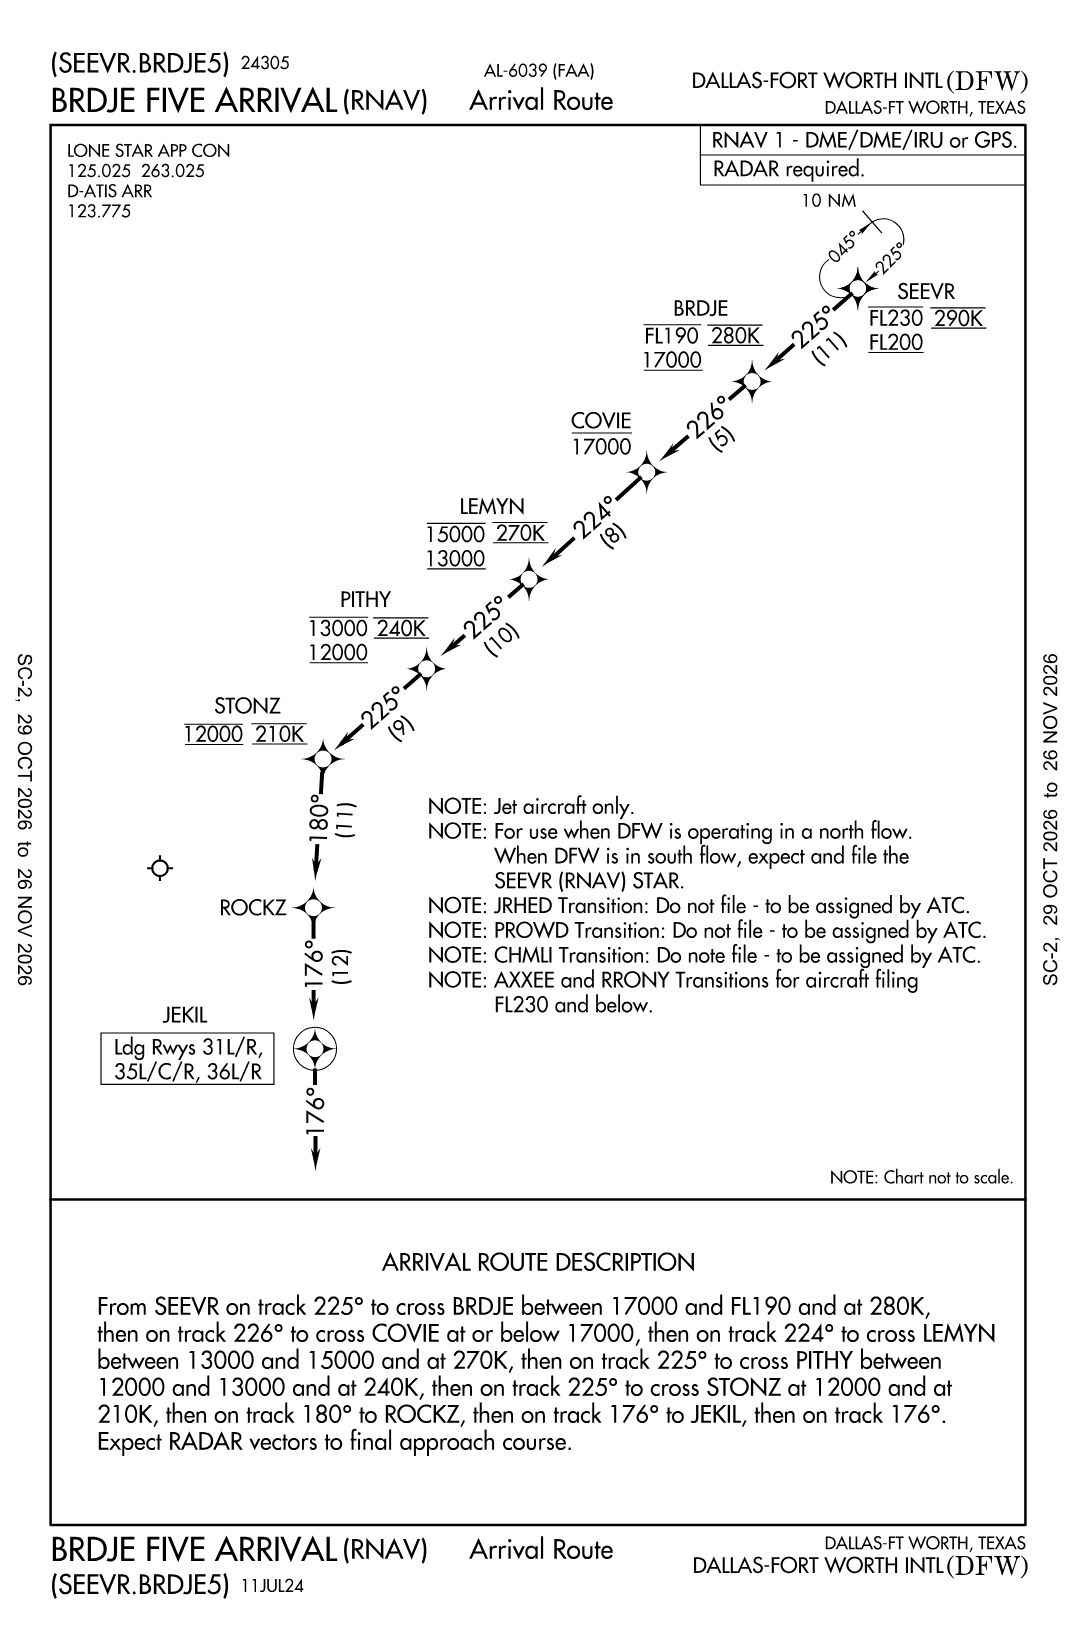 (SEEVR.BRDJE5) 24305
BRDJE FIVE ARRIVAL (RNAV)
AL-6039 (FAA)
Arrival Route
DALLAS-FORT WORTH INTL (DFW)
DALLAS-FT WORTH, TEXAS
LONE STAR APP CON
125.025 263.025
D-ATIS ARR
123.775
RNAV 1 - DME/DME/IRU or GPS.
RADAR required.
10 NM
045°
225°
SEEVR
FL230 290K
FL200
225°
(11)
BRDJE
FL190 280K
17000
226°
(5)
COVIE
17000
224°
(8)
LEMYN
15000 270K
13000
225°
(10)
PITHY
13000 240K
12000
225°
(9)
STONZ
12000 210K
180°
(11)
ROCKZ
176°
(12)
JEKIL
Ldg Rwys 31L/R,
35L/C/R, 36L/R
176°
NOTE: Jet aircraft only.
NOTE: For use when DFW is operating in a north flow.
When DFW is in south flow, expect and file the
SEEVR (RNAV) STAR.
NOTE: JRHED Transition: Do not file - to be assigned by ATC.
NOTE: PROWD Transition: Do not file - to be assigned by ATC.
NOTE: CHMLI Transition: Do note file - to be assigned by ATC.
NOTE: AXXEE and RRONY Transitions for aircraft filing
FL230 and below.
NOTE: Chart not to scale.
SC-2, 29 OCT 2026 to 26 NOV 2026
SC-2, 29 OCT 2026 to 26 NOV 2026
ARRIVAL ROUTE DESCRIPTION
From SEEVR on track 225° to cross BRDJE between 17000 and FL190 and at 280K,
then on track 226° to cross COVIE at or below 17000, then on track 224° to cross LEMYN
between 13000 and 15000 and at 270K, then on track 225° to cross PITHY between
12000 and 13000 and at 240K, then on track 225° to cross STONZ at 12000 and at
210K, then on track 180° to ROCKZ, then on track 176° to JEKIL, then on track 176°.
Expect RADAR vectors to final approach course.
BRDJE FIVE ARRIVAL (RNAV)
(SEEVR.BRDJE5) 11JUL24
Arrival Route
DALLAS-FT WORTH, TEXAS
DALLAS-FORT WORTH INTL (DFW)